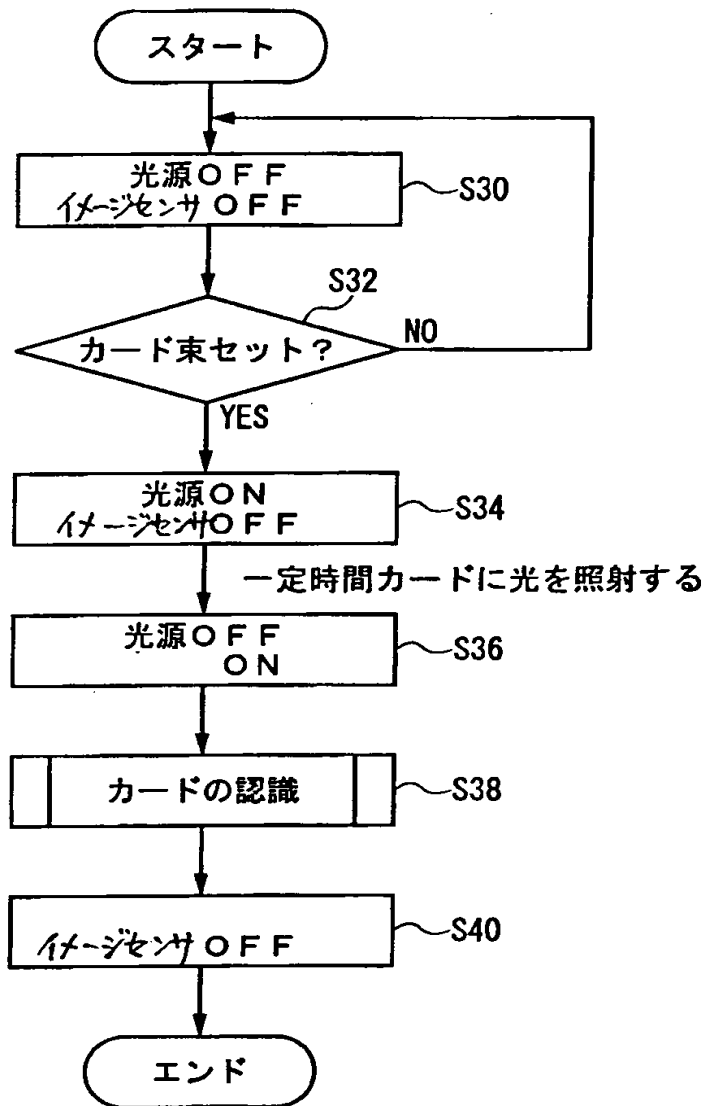 スタート
光源OFF
イメージセンサ OFF
S30
S32
カード束セット?
NO
YES
光源ON
イメージセンサOFF
S34
一定時間カードに光を照射する
光源OFF
ON
S36
カードの認識
S38
イメージセンサ OFF
S40
エンド